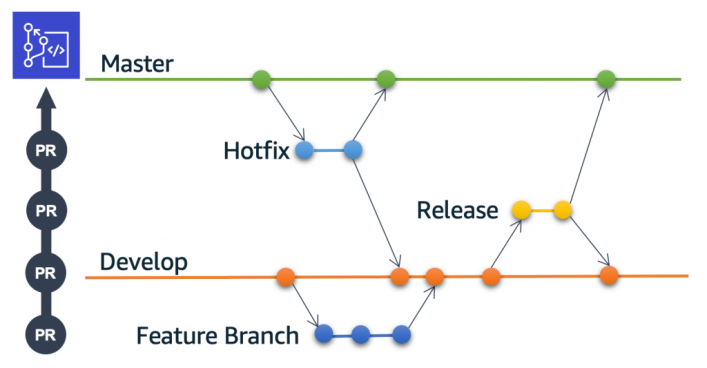 </>
Master
PR
Hotfix
PR
Release
PR
Develop
PR
Feature Branch